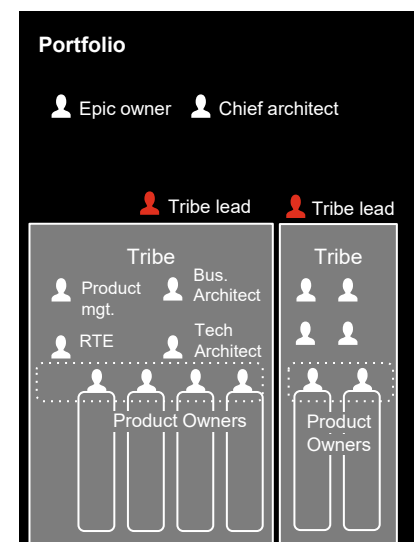 Portfolio
Epic owner
Chief architect
Tribe lead
Tribe lead
Tribe
Product
mgt.
Bus.
Architect
RTE
Tech
Architect
Product Owners
Tribe
Product
Owners